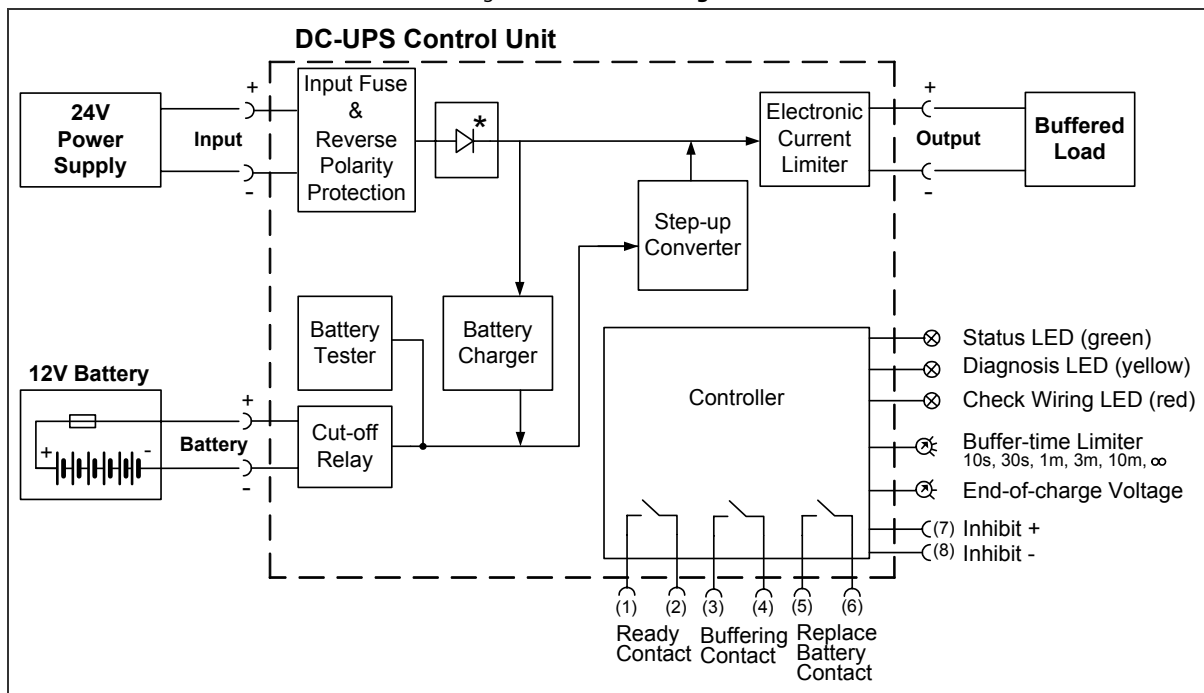 DC-UPS Control Unit
24V
Power
Supply
+
Input
-
Input Fuse
&
Reverse
Polarity
Protection
*
Electronic
Current
Limiter
+
Output
-
Buffered
Load
Step-up
Converter
Battery
Tester
Battery
Charger
12V Battery
+ -
+
Battery
-
Cut-off
Relay
Controller
Status LED (green)
Diagnosis LED (yellow)
Check Wiring LED (red)
Buffer-time Limiter
10s, 30s, 1m, 3m, 10m, ∞
End-of-charge Voltage
(7) Inhibit +
(8) Inhibit -
(1) (2) (3) (4) (5) (6)
Ready
Contact
Buffering
Contact
Replace
Battery
Contact